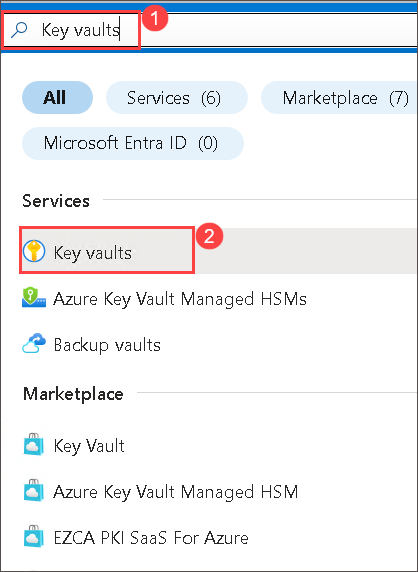 Key vaults 1
All Services (6) Marketplace (7)
Microsoft Entra ID (0)
Services
Key vaults 2
Azure Key Vault Managed HSMs
Backup vaults
Marketplace
Key Vault
Azure Key Vault Managed HSM
EZCA PKI SaaS For Azure